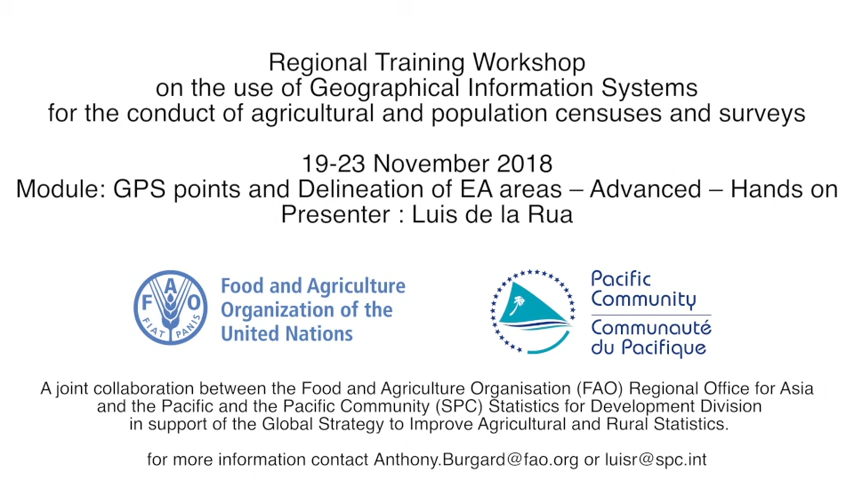 Regional Training Workshop
on the use of Geographical Information Systems
for the conduct of agricultural and population censuses and surveys
19-23 November 2018
Module: GPS points and Delineation of EA areas – Advanced – Hands on
Presenter : Luis de la Rua
F A O
FIAT PANIS
Food and Agriculture
Organization of the
United Nations
Pacific
Community
Communauté
du Pacifique
A joint collaboration between the Food and Agriculture Organisation (FAO) Regional Office for Asia
and the Pacific and the Pacific Community (SPC) Statistics for Development Division
in support of the Global Strategy to Improve Agricultural and Rural Statistics.
for more information contact Anthony.Burgard@fao.org or luisr@spc.int